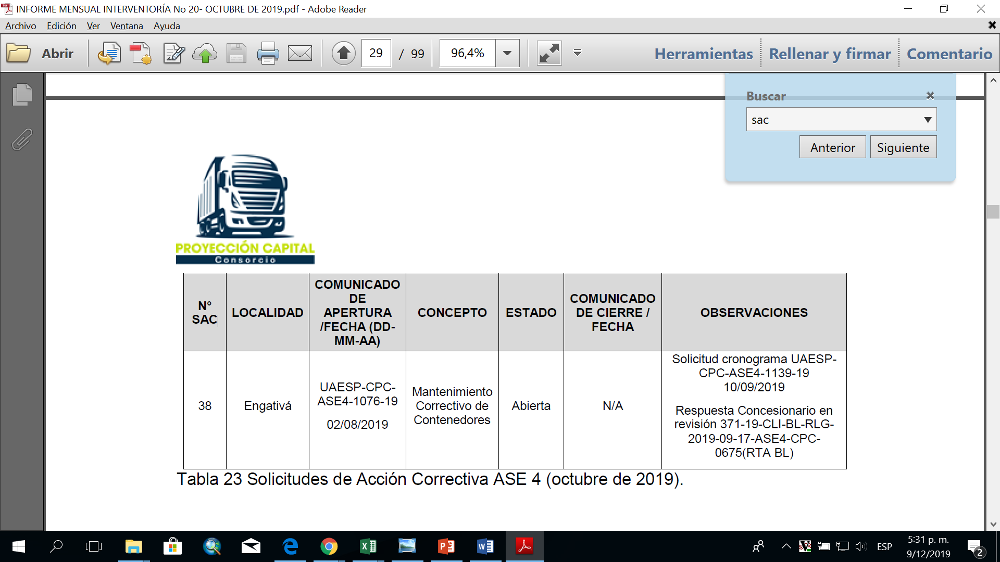 INFORME MENSUAL INTERVENTORÍA No 20- OCTUBRE DE 2019.pdf - Adobe Reader
Archivo Edición Ver Ventana Ayuda
Abrir 29 / 99 96,4% Herramientas Rellenar y firmar Comentario
Buscar
sac
Anterior Siguiente
PROYECCIÓN CAPITAL
Consorcio
N° SAC
LOCALIDAD
COMUNICADO
DE
APERTURA
/FECHA (DD-
MM-AA)
CONCEPTO
ESTADO
COMUNICADO
DE CIERRE /
FECHA
OBSERVACIONES
38
Engativá
UAESP-CPC-
ASE4-1076-19
02/08/2019
Mantenimiento
Correctivo de
Contenedores
Abierta
N/A
Solicitud cronograma UAESP-
CPC-ASE4-1139-19
10/09/2019
Respuesta Concesionario en
revisión 371-19-CLI-BL-RLG-
2019-09-17-ASE4-CPC-
0675(RTA BL)
Tabla 23 Solicitudes de Acción Correctiva ASE 4 (octubre de 2019).
ESP
5:31 p. m.
9/12/2019
2